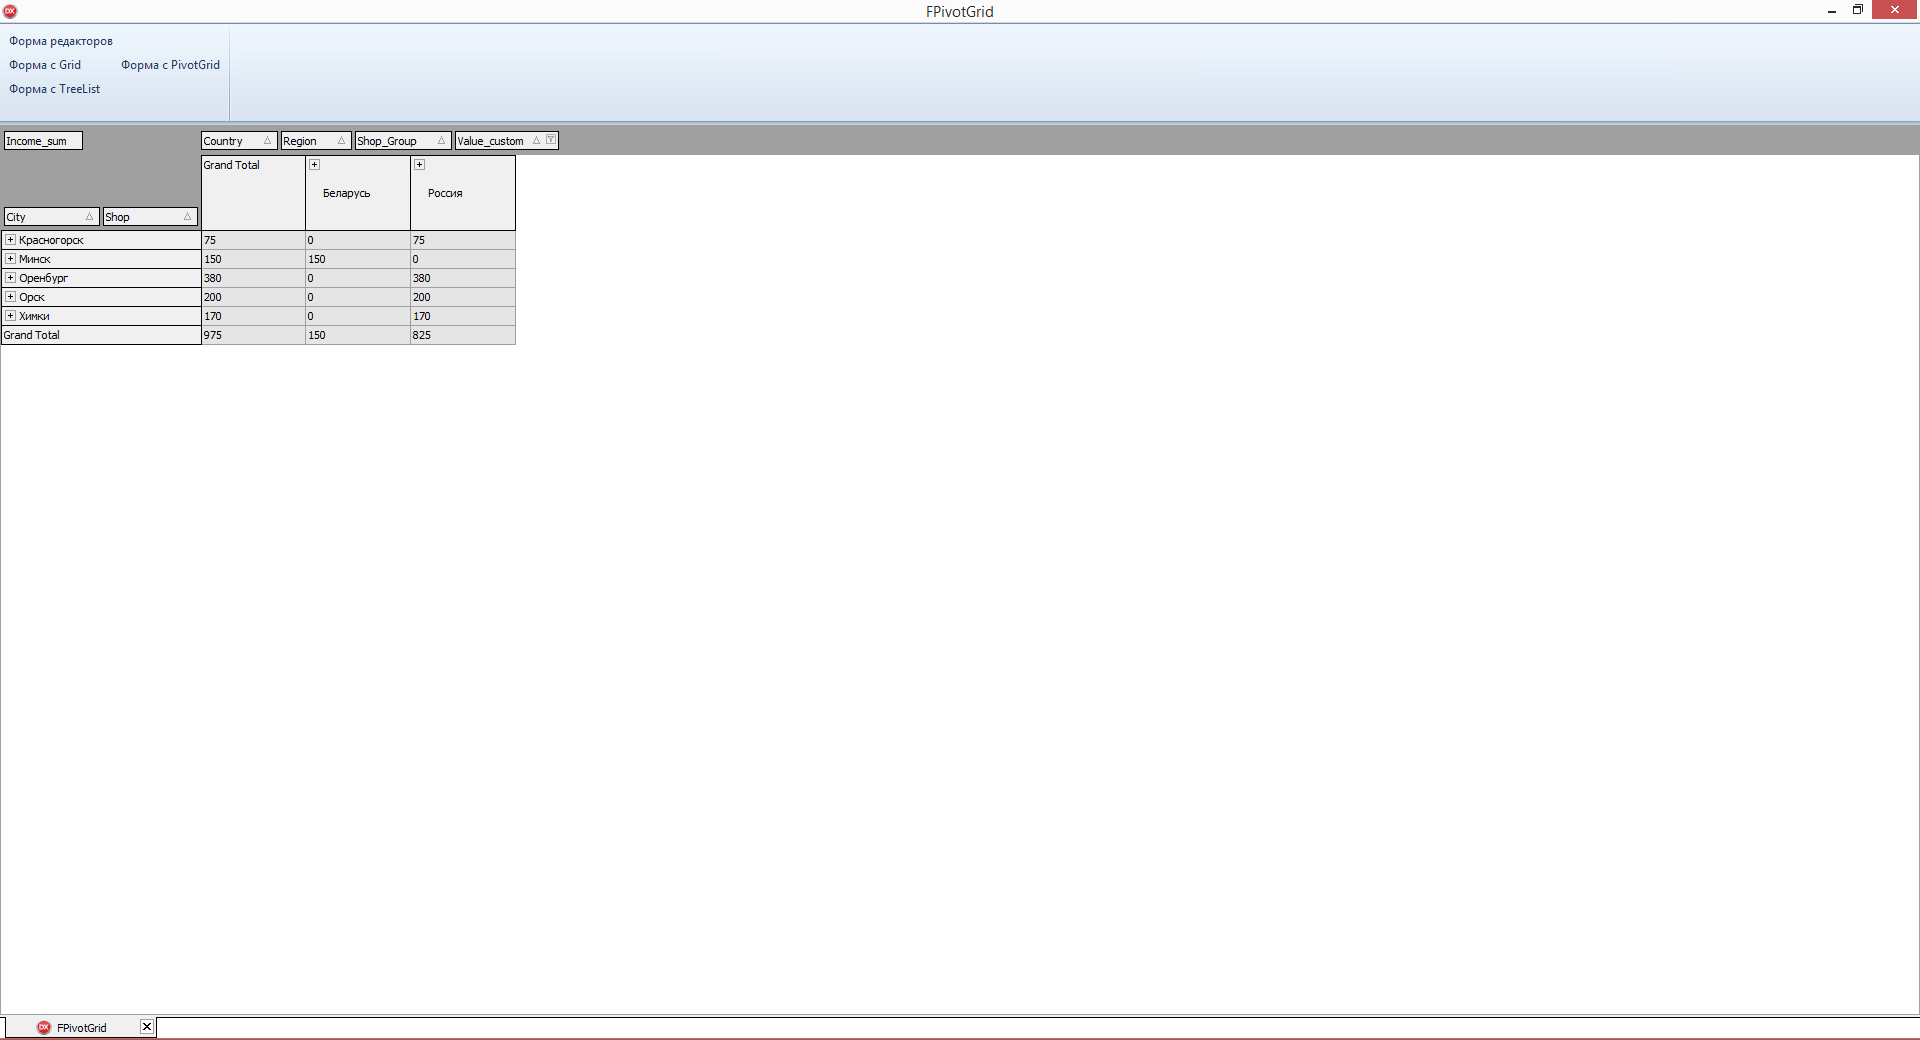 FPivotGrid
Форма редакторов
Форма с Grid Форма с PivotGrid
Форма с TreeList
Income_sum Country Region Shop_Group Value_custom
Grand Total
Беларусь Россия
City Shop
Красногорск 75 0 75
Минск 150 150 0
Оренбург 380 0 380
Орск 200 0 200
Химки 170 0 170
Grand Total 975 150 825
DX FPivotGrid